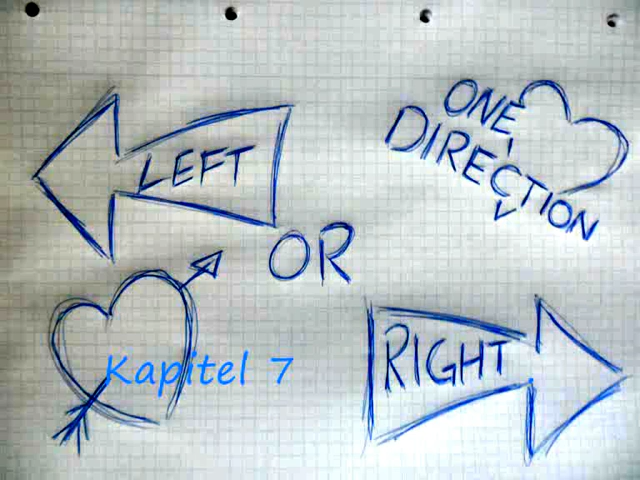 LEFT
OR
RIGHT
ONE
DIRECTION
Kapitel 7